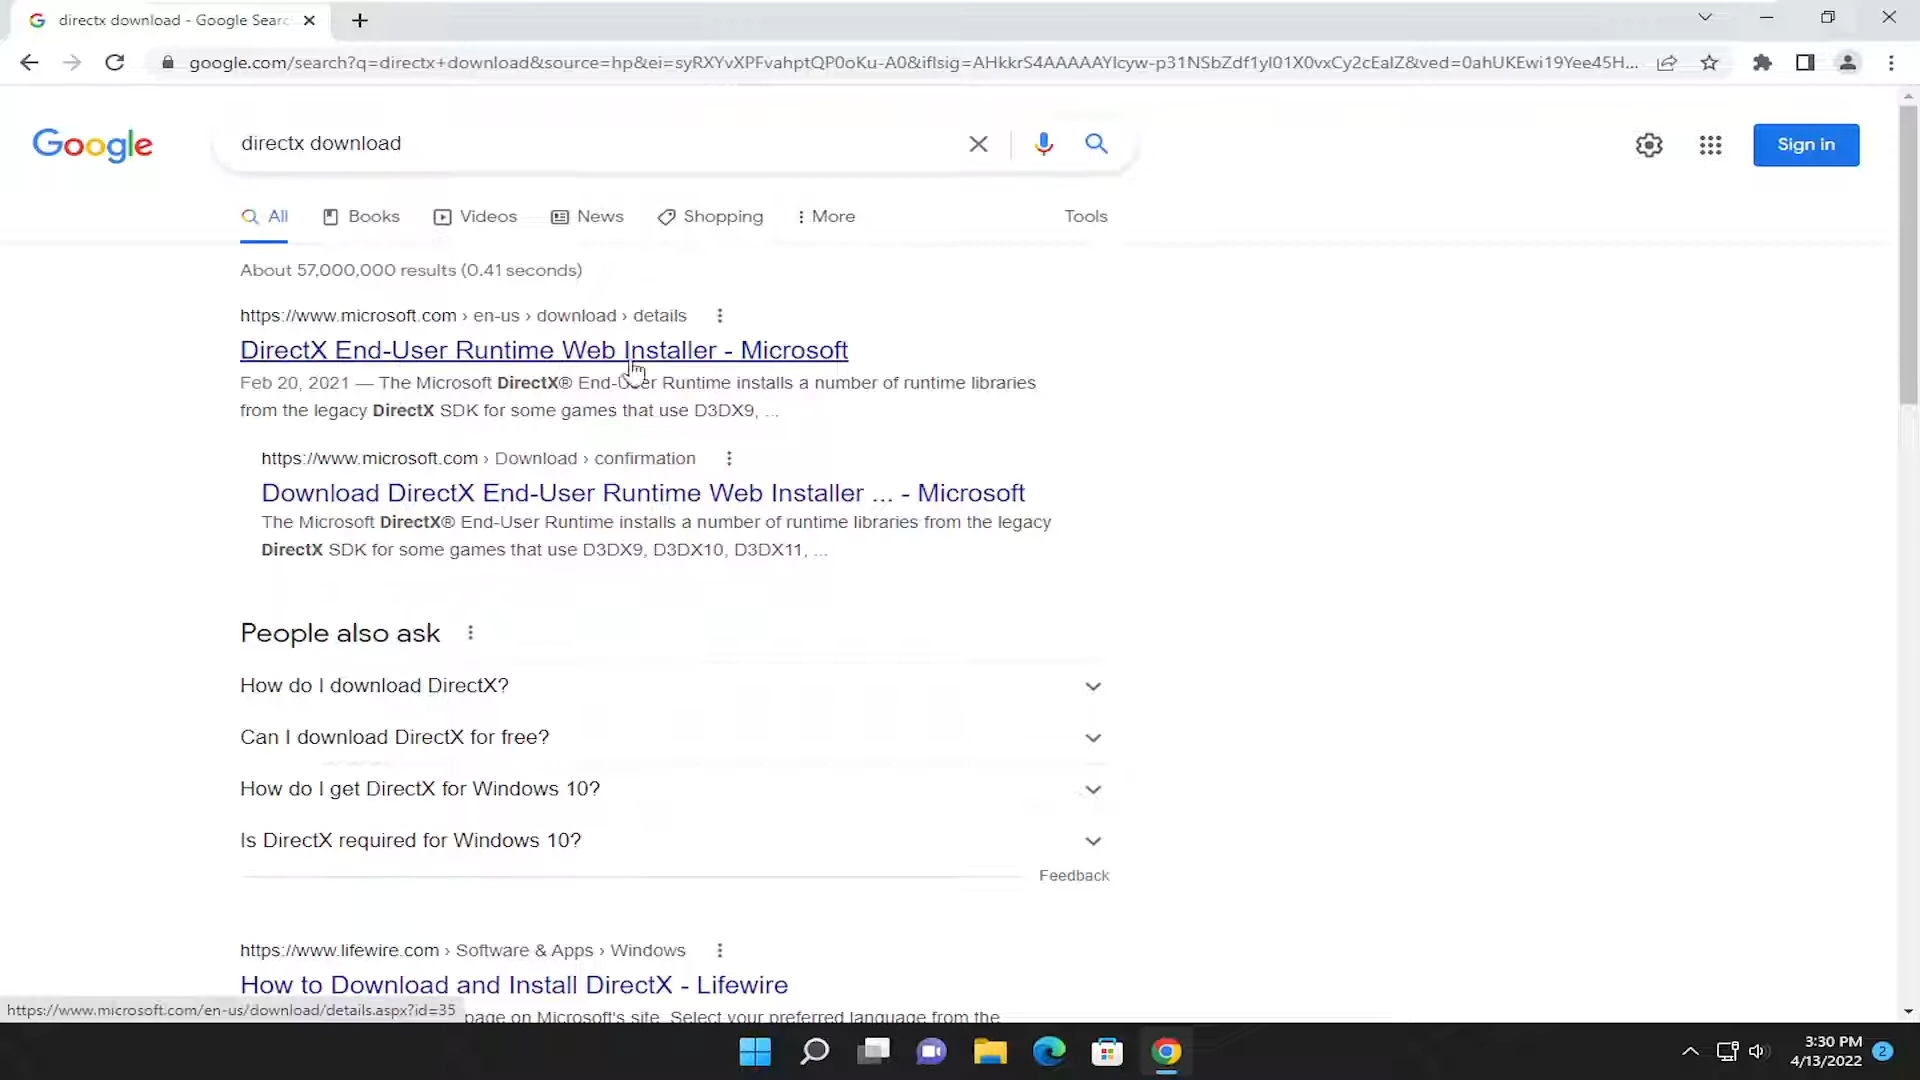 directx download - Google Searc
google.com/search?q=directx+download&source=hp&ei=syRXYvXPFvahptQP0oKu-A0&iflsig=AHkkrS4AAAAAYlcyw-p31NSbZdf1yl01X0vxCy2cEalZ&ved=0ahUKEwi19Yee45H...
Google
directx download
Sign in
All
Books
Videos
News
Shopping
More
Tools
About 57,000,000 results (0.41 seconds)
https://www.microsoft.com › en-us › download › details
DirectX End-User Runtime Web Installer - Microsoft
Feb 20, 2021 — The Microsoft DirectX® End-User Runtime installs a number of runtime libraries
from the legacy DirectX SDK for some games that use D3DX9, ...
https://www.microsoft.com › Download › confirmation
Download DirectX End-User Runtime Web Installer ... - Microsoft
The Microsoft DirectX® End-User Runtime installs a number of runtime libraries from the legacy
DirectX SDK for some games that use D3DX9, D3DX10, D3DX11, ...
People also ask
How do I download DirectX?
Can I download DirectX for free?
How do I get DirectX for Windows 10?
Is DirectX required for Windows 10?
Feedback
https://www.lifewire.com › Software & Apps › Windows
How to Download and Install DirectX - Lifewire
https://www.microsoft.com/en-us/download/details.aspx?id=35
page on Microsoft's site. Select your preferred language from the
3:30 PM
4/13/2022
2